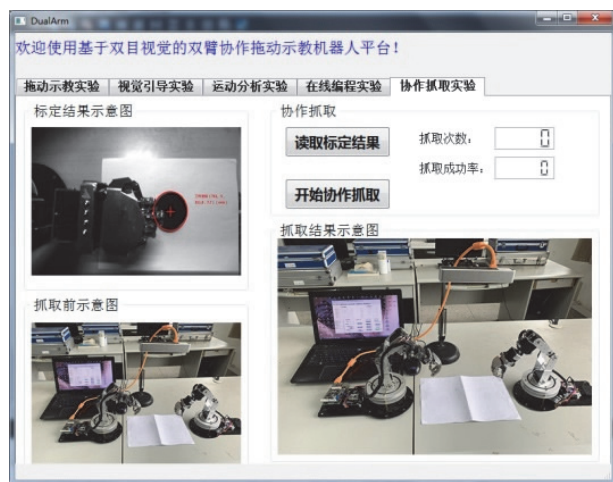 DualArm
欢迎使用基于双目视觉的双臂协作拖动示教机器人平台!
拖动示教实验 视觉引导实验 运动分析实验 在线编程实验 协作抓取实验
标定结果示意图
协作抓取
读取标定结果
抓取次数: 0
抓取成功率: 0
开始协作抓取
抓取结果示意图
抓取前示意图